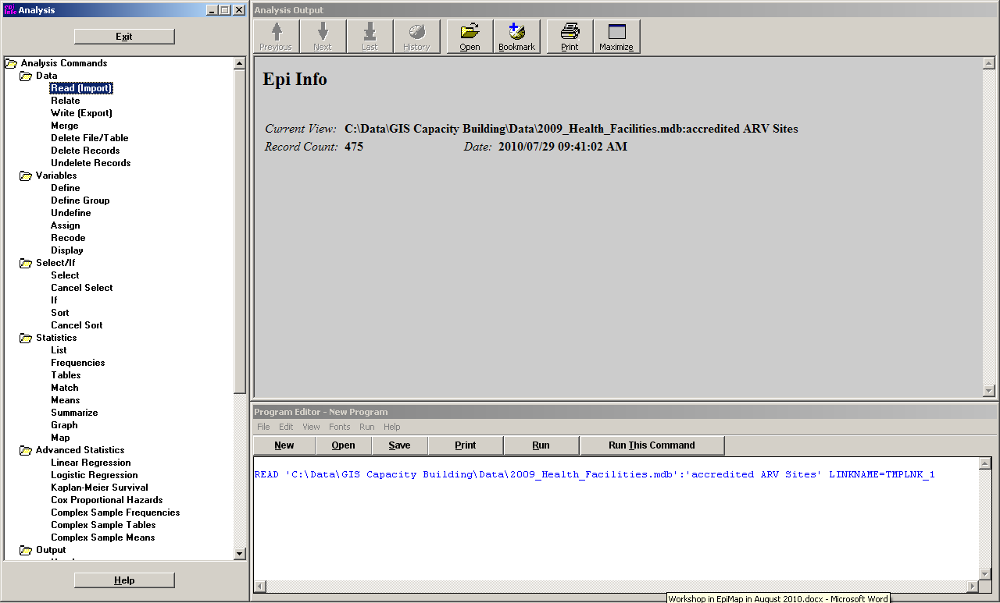 Epi Info Analysis
Exit
Analysis Commands
Data
Read (Import)
Relate
Write (Export)
Merge
Delete File/Table
Delete Records
Undelete Records
Variables
Define
Define Group
Undefine
Assign
Recode
Display
Select/If
Select
Cancel Select
If
Sort
Cancel Sort
Statistics
List
Frequencies
Tables
Match
Means
Summarize
Graph
Map
Advanced Statistics
Linear Regression
Logistic Regression
Kaplan-Meier Survival
Cox Proportional Hazards
Complex Sample Frequencies
Complex Sample Tables
Complex Sample Means
Output
Help
Analysis Output
Previous Next Last History Open Bookmark Print Maximize
Epi Info
Current View: C:\Data\GIS Capacity Building\Data\2009_Health_Facilities.mdb:accredited ARV Sites
Record Count: 475 Date: 2010/07/29 09:41:02 AM
Program Editor - New Program
File Edit View Fonts Run Help
New Open Save Print Run Run This Command
READ 'C:\Data\GIS Capacity Building\Data\2009_Health_Facilities.mdb':'accredited ARV Sites' LINKNAME=TMPLNK_1
Workshop in EpiMap in August 2010.docx - Microsoft Word